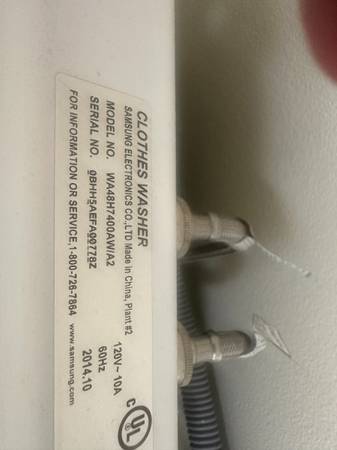 CLOTHES WASHER
SAMSUNG ELECTRONICS CO.,LTD Made in China, Plant #2
MODEL NO. WA48H7400AW/A2
SERIAL NO. 0BHH5AEFA00778Z
FOR INFORMATION OR SERVICE,1-800-726-7864 www.samsung.com
120V~ 10A
60Hz
2014.10
C UL